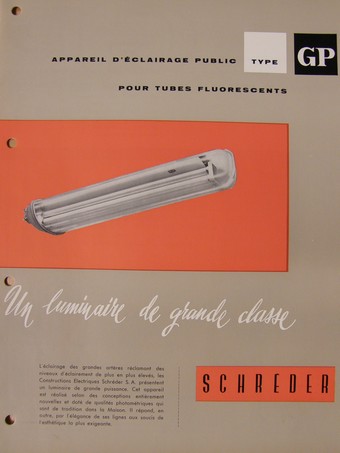 APPAREIL D'ÉCLAIRAGE PUBLIC TYPE GP
POUR TUBES FLUORESCENTS
Un luminaire de grande classe
L'éclairage des grandes artères réclamant des
niveaux d'éclairement de plus en plus élevés, les
Constructions Electriques Schréder S.A. présentent
un luminaire de grande puissance. Cet appareil
est réalisé selon des conceptions entièrement
nouvelles et doté de qualités photométriques qui
sont de tradition dans la Maison. Il répond, en
outre, par l'élégance de ses lignes aux soucis de
l'esthétique la plus exigeante.
SCHRÉDER